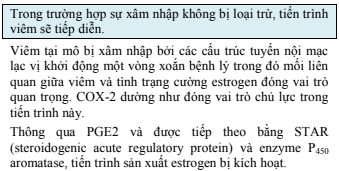 Trong trường hợp sự xâm nhập không bị loại trừ, tiến trình
viêm sẽ tiếp diễn.
Viêm tại mô bị xâm nhập bởi các cấu trúc tuyến nội mạc
lạc vị khởi động một vòng xoắn bệnh lý trong đó mối liên
quan giữa viêm và tình trạng cường estrogen đóng vai trò
quan trọng. COX-2 dường như đóng vai trò chủ lực trong
tiến trình này.
Thông qua PGE2 và được tiếp theo bằng STAR
(steroidogenic acute regulatory protein) và enzyme P450
aromatase, tiến trình sản xuất estrogen bị kích hoạt.